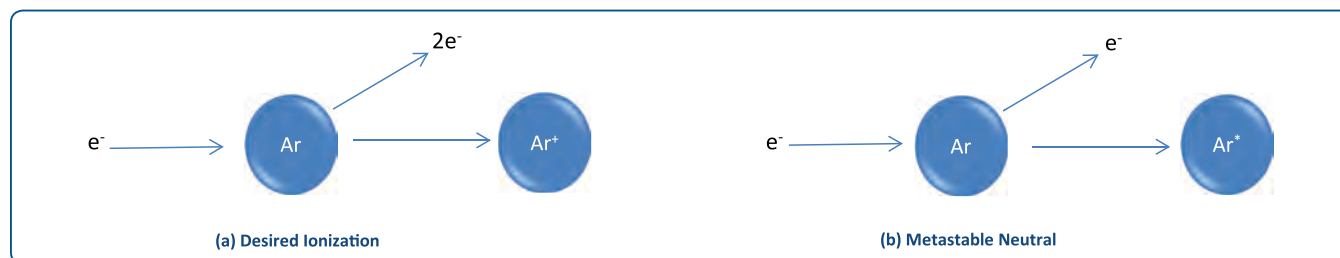 2e⁻
e⁻
Ar
Ar⁺
(a) Desired Ionization
e⁻
e⁻
Ar
Ar*
(b) Metastable Neutral